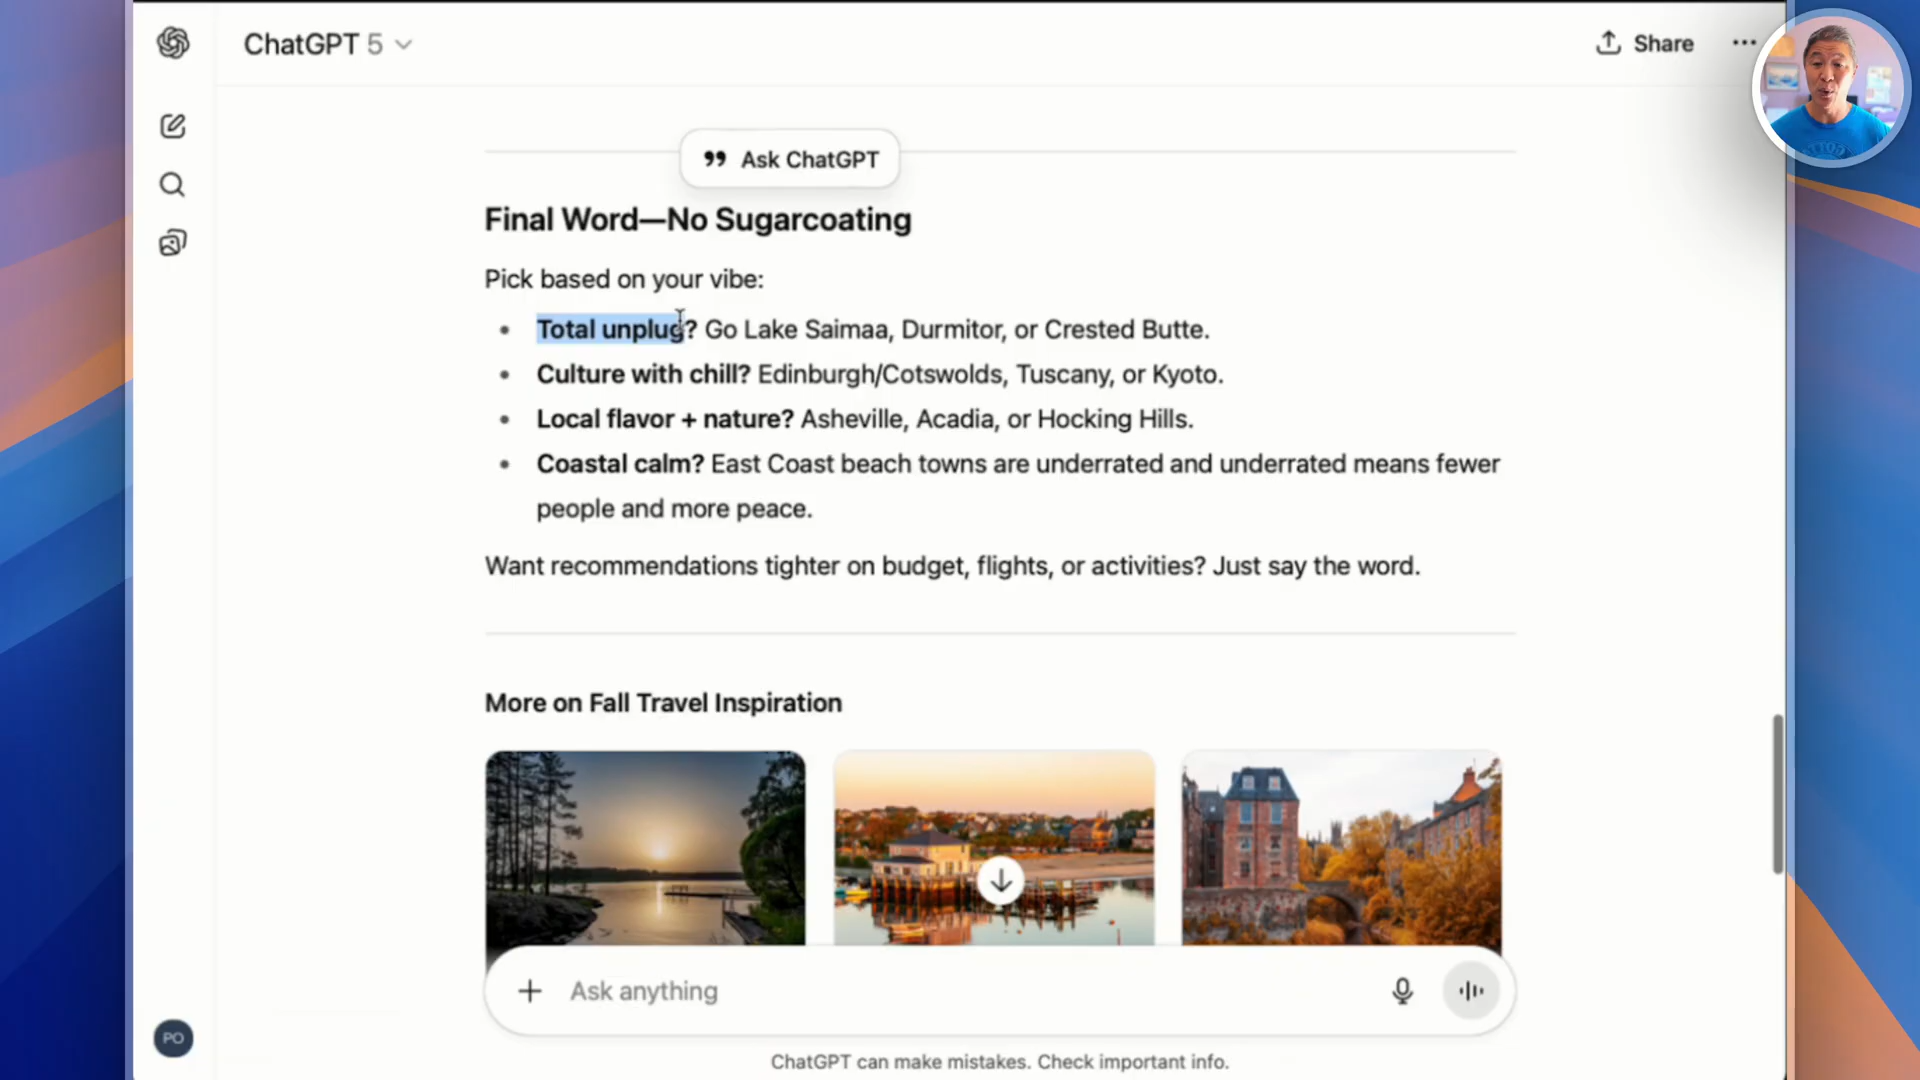 ChatGPT 5
Share
Ask ChatGPT
Final Word—No Sugarcoating
Pick based on your vibe:
Total unplug? Go Lake Saimaa, Durmitor, or Crested Butte.
Culture with chill? Edinburgh/Cotswolds, Tuscany, or Kyoto.
Local flavor + nature? Asheville, Acadia, or Hocking Hills.
Coastal calm? East Coast beach towns are underrated and underrated means fewer
people and more peace.
Want recommendations tighter on budget, flights, or activities? Just say the word.
More on Fall Travel Inspiration
Ask anything
PO
ChatGPT can make mistakes. Check important info.